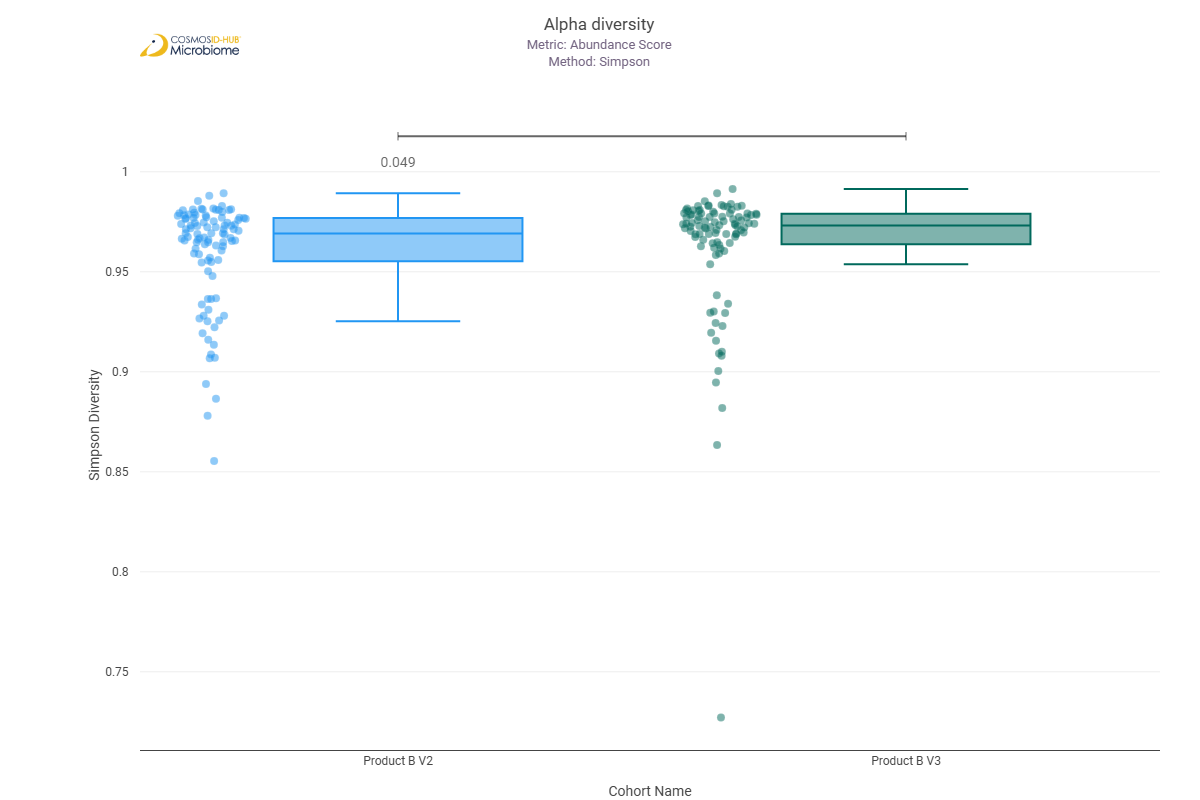 Alpha diversity
Metric: Abundance Score
Method: Simpson
COSMOSID-HUB
Microbiome
0.049
1
0.95
0.9
0.85
0.8
0.75
Simpson Diversity
Product B V2
Product B V3
Cohort Name